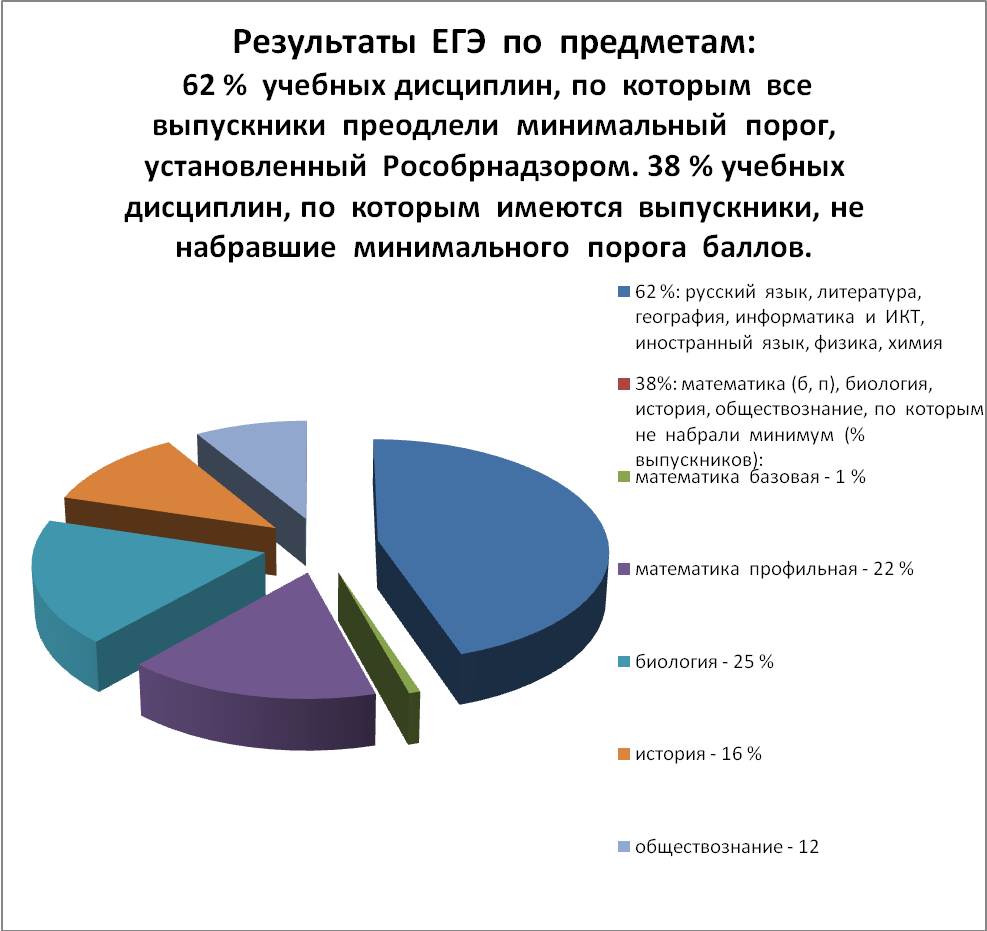 Результаты ЕГЭ по предметам:
62 % учебных дисциплин, по которым все
выпускники преодлели минимальный порог,
установленный Рособрнадзором. 38 % учебных
дисциплин, по которым имеются выпускники, не
набравшие минимального порога баллов.
62 %: русский язык, литература,
география, информатика и ИКТ,
иностранный язык, физика, химия
38%: математика (б, п), биология,
история, обществознание, по которым
не набрали минимум (%
выпускников):
математика базовая - 1 %
математика профильная - 22 %
биология - 25 %
история - 16 %
обществознание - 12